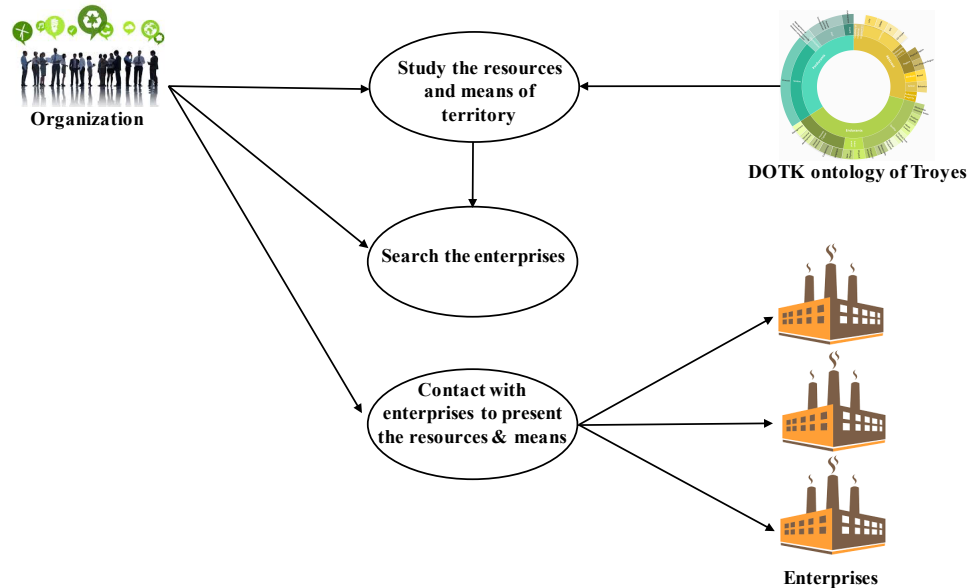 Organization
Study the resources
and means of
territory
DOTK ontology of Troyes
Search the enterprises
Contact with
enterprises to present
the resources & means
Enterprises